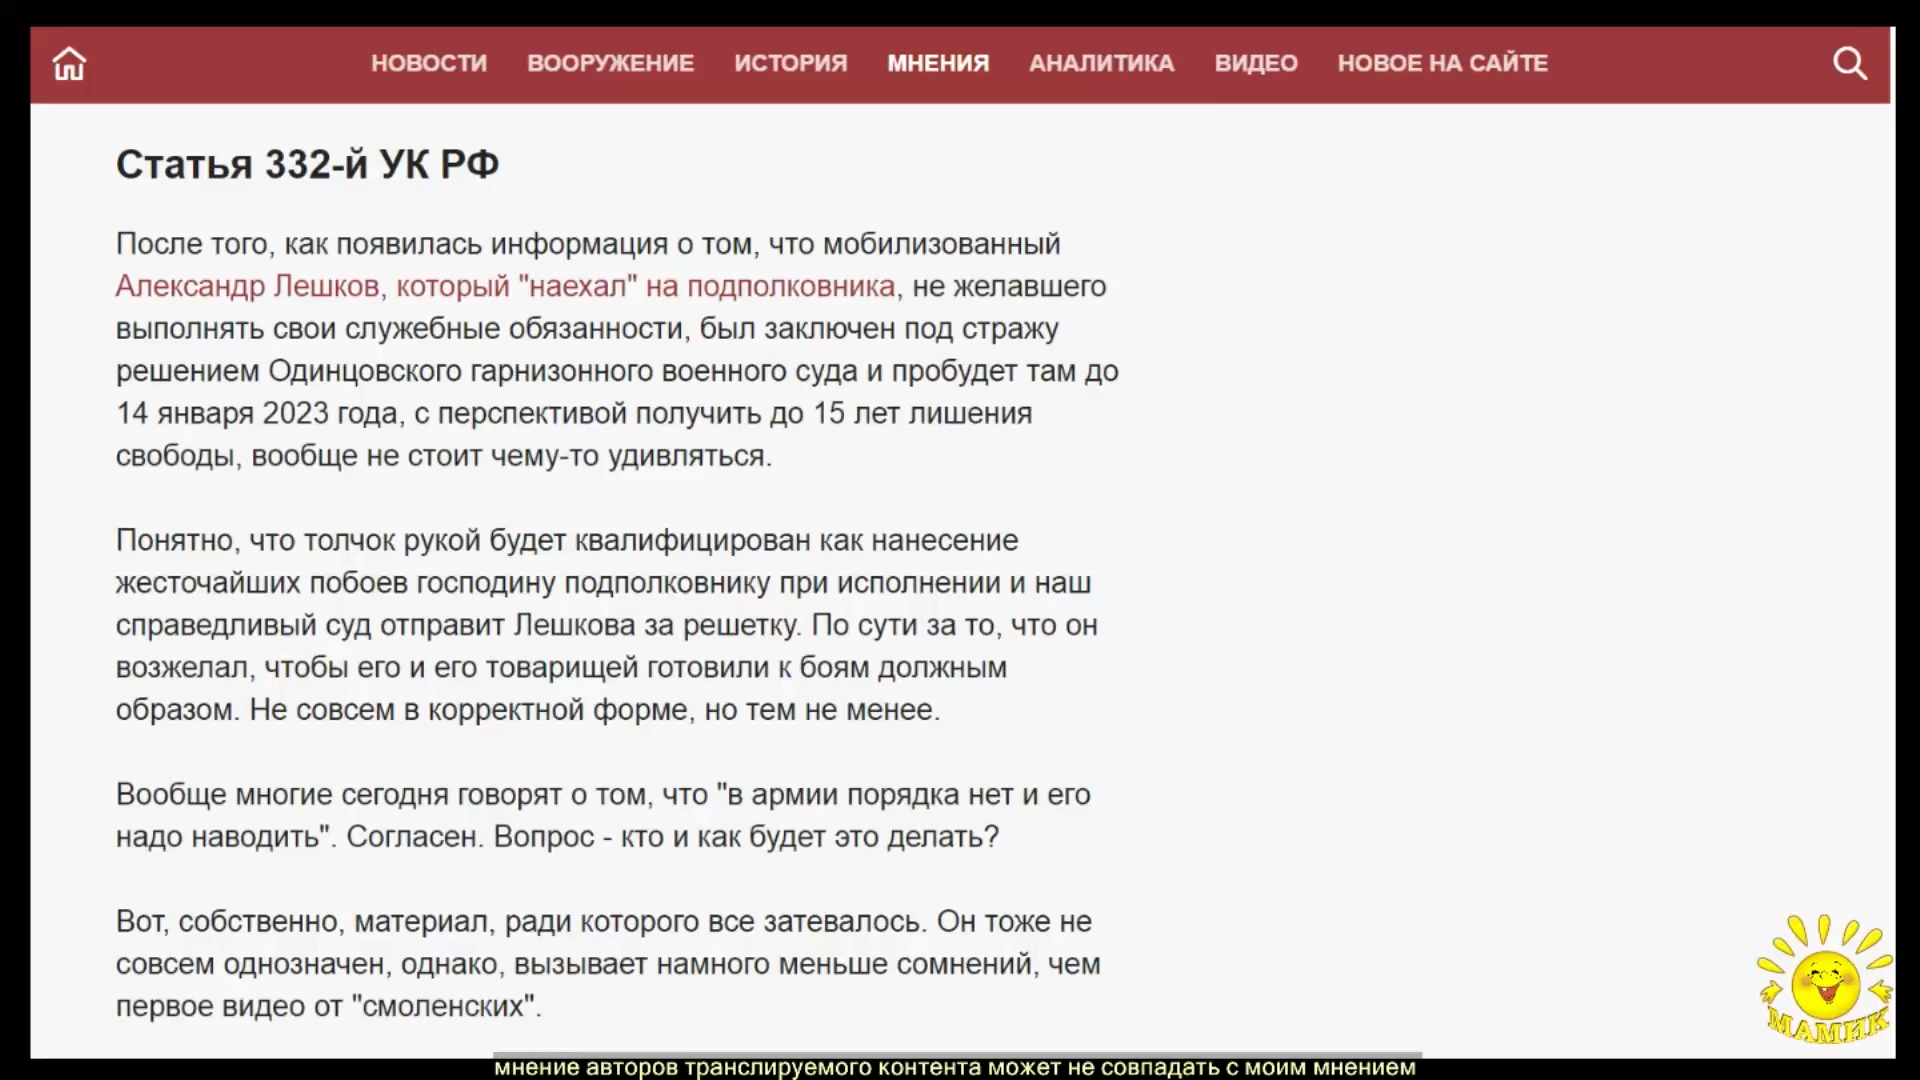 НОВОСТИ ВООРУЖЕНИЕ ИСТОРИЯ МНЕНИЯ АНАЛИТИКА ВИДЕО НОВОЕ НА САЙТЕ
Статья 332-й УК РФ
После того, как появилась информация о том, что мобилизованный
Александр Лешков, который "наехал" на подполковника, не желавшего
выполнять свои служебные обязанности, был заключен под стражу
решением Одинцовского гарнизонного военного суда и пробудет там до
14 января 2023 года, с перспективой получить до 15 лет лишения
свободы, вообще не стоит чему-то удивляться.
Понятно, что толчок рукой будет квалифицирован как нанесение
жесточайших побоев господину подполковнику при исполнении и наш
справедливый суд отправит Лешкова за решетку. По сути за то, что он
возжелал, чтобы его и его товарищей готовили к боям должным
образом. Не совсем в корректной форме, но тем не менее.
Вообще многие сегодня говорят о том, что "в армии порядка нет и его
надо наводить". Согласен. Вопрос - кто и как будет это делать?
Вот, собственно, материал, ради которого все затевалось. Он тоже не
совсем однозначен, однако, вызывает намного меньше сомнений, чем
первое видео от "смоленских".
МАМИК
мнение авторов транслируемого контента может не совпадать с моим мнением